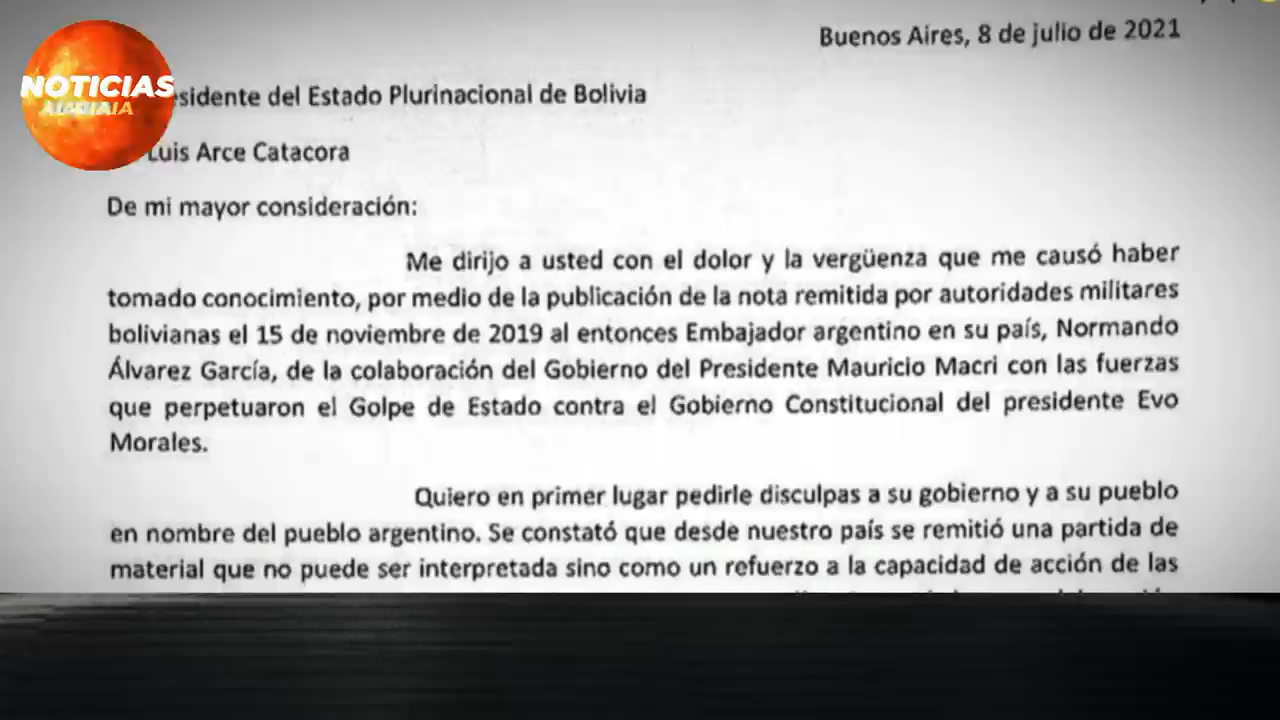 NOTICIAS
Buenos Aires, 8 de julio de 2021
esidente del Estado Plurinacional de Bolivia
Luis Arce Catacora
De mi mayor consideración:
Me dirijo a usted con el dolor y la vergüenza que me causó haber
tomado conocimiento, por medio de la publicación de la nota remitida por autoridades militares
bolivianas el 15 de noviembre de 2019 al entonces Embajador argentino en su país, Normando
Álvarez García, de la colaboración del Gobierno del Presidente Mauricio Macri con las fuerzas
que perpetuaron el Golpe de Estado contra el Gobierno Constitucional del presidente Evo
Morales.
Quiero en primer lugar pedirle disculpas a su gobierno y a su pueblo
en nombre del pueblo argentino. Se constató que desde nuestro país se remitió una partida de
material que no puede ser interpretada sino como un refuerzo a la capacidad de acción de las